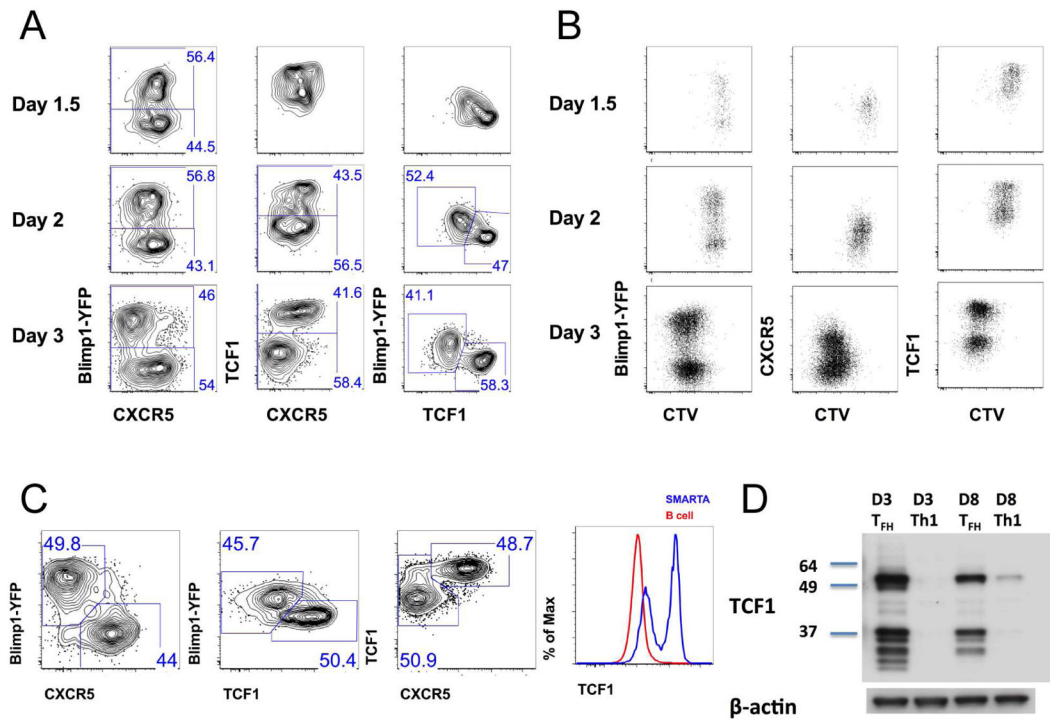 A
B
Day 1.5
56.4
44.5
Day 2
56.8
43.1
43.5
56.5
52.4
47
Day 3
46
54
41.6
58.4
41.1
58.3
Blimp1-YFP
TCF1
Blimp1-YFP
CXCR5
CXCR5
TCF1
Day 1.5
Day 2
Day 3
Blimp1-YFP
CXCR5
TCF1
CTV
CTV
CTV
C
49.8
44
Blimp1-YFP
CXCR5
45.7
50.4
Blimp1-YFP
TCF1
48.7
50.9
TCF1
CXCR5
SMARTA
B cell
% of Max
TCF1
D
D3 D3 D8 D8
TFH Th1 TFH Th1
64
49
TCF1
37
β-actin